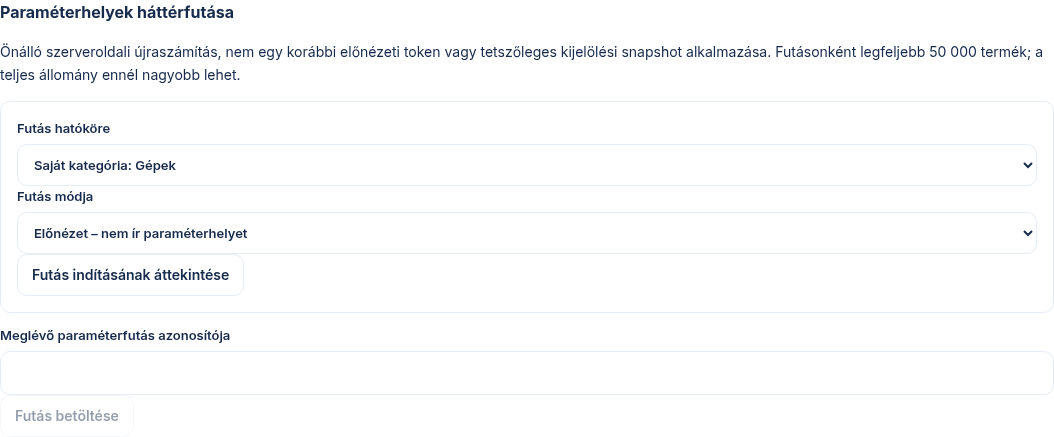 Paraméterhelyek háttérfutása
Önálló szerveroldali újraszámítás, nem egy korábbi előnézeti token vagy tetszőleges kijelölési snapshot alkalmazása. Futásonként legfeljebb 50 000 termék; a
teljes állomány ennél nagyobb lehet.
Futás hatóköre
Saját kategória: Gépek
Futás módja
Előnézet – nem ír paraméterhelyet
Futás indításának áttekintése
Meglévő paraméterfutás azonosítója
Futás betöltése